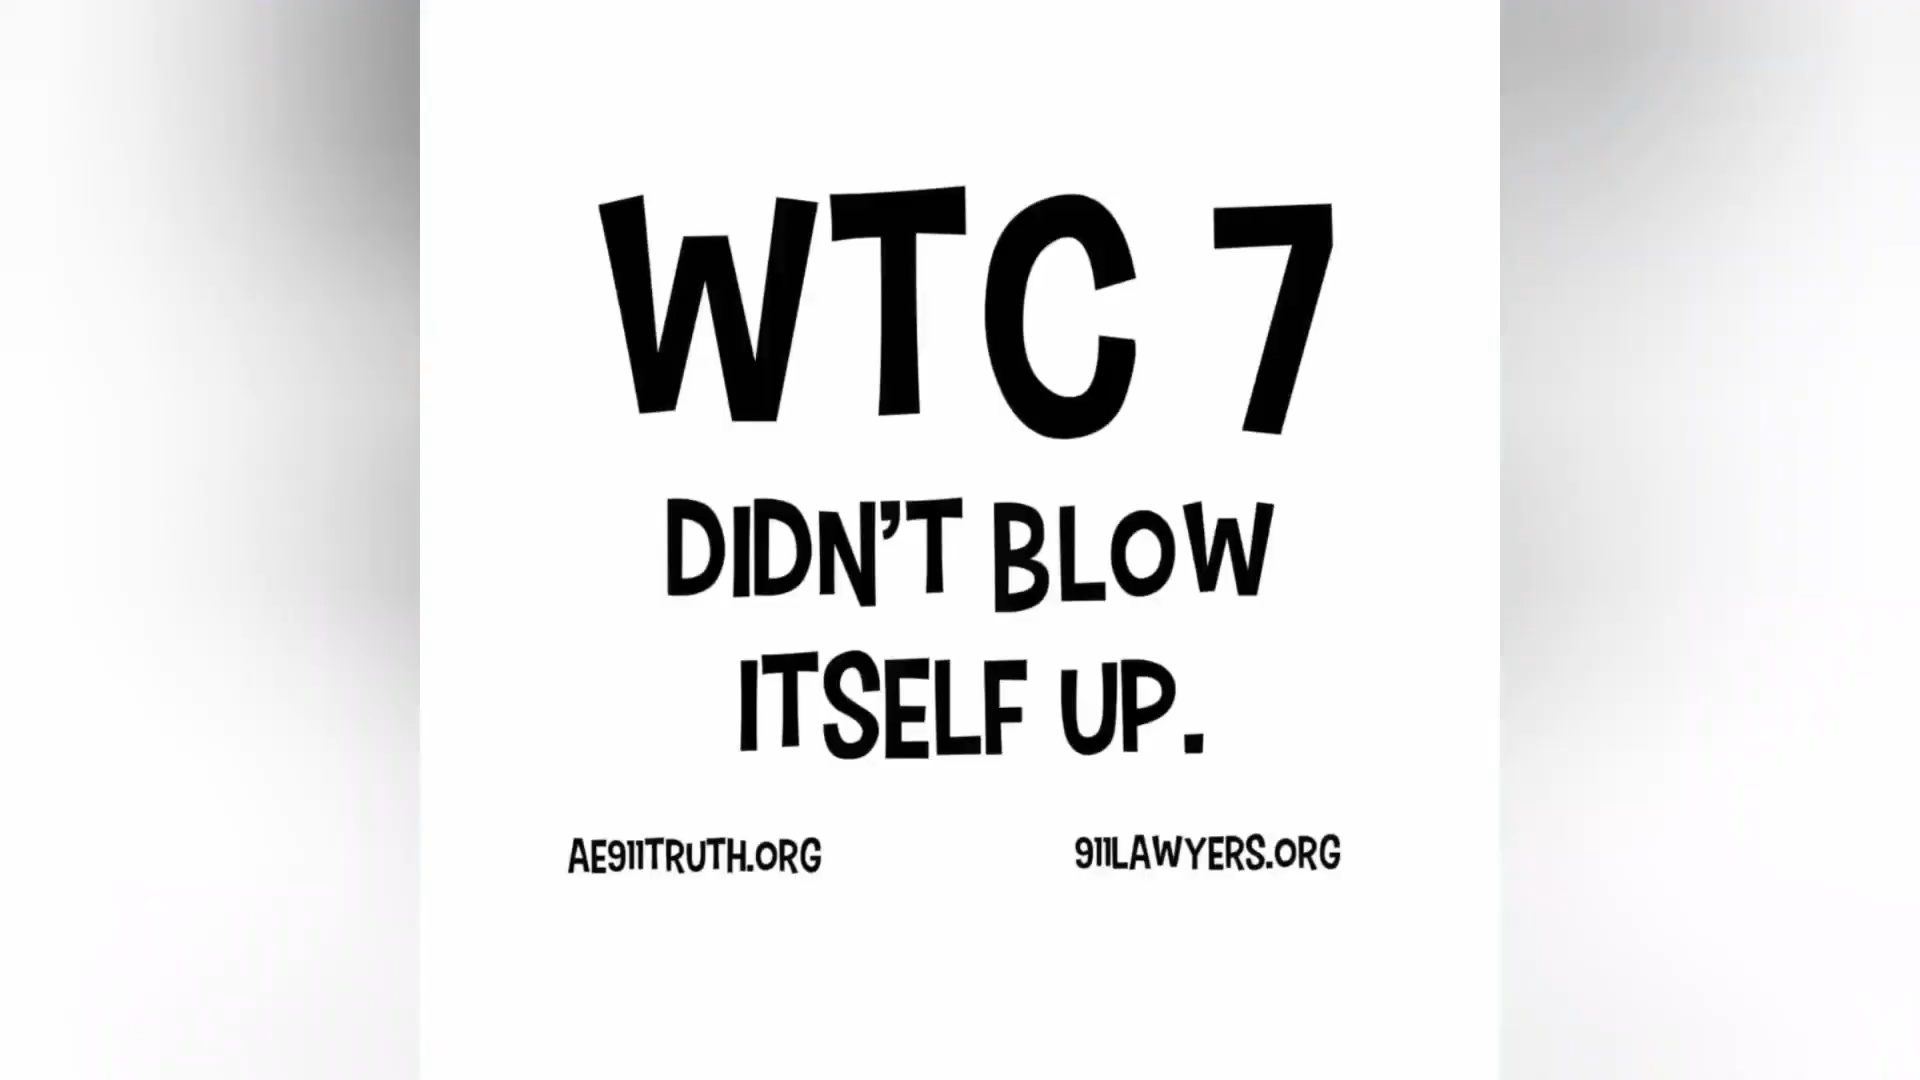 WTC 7
DIDN'T BLOW
ITSELF UP.
AE911TRUTH.ORG
911LAWYERS.ORG